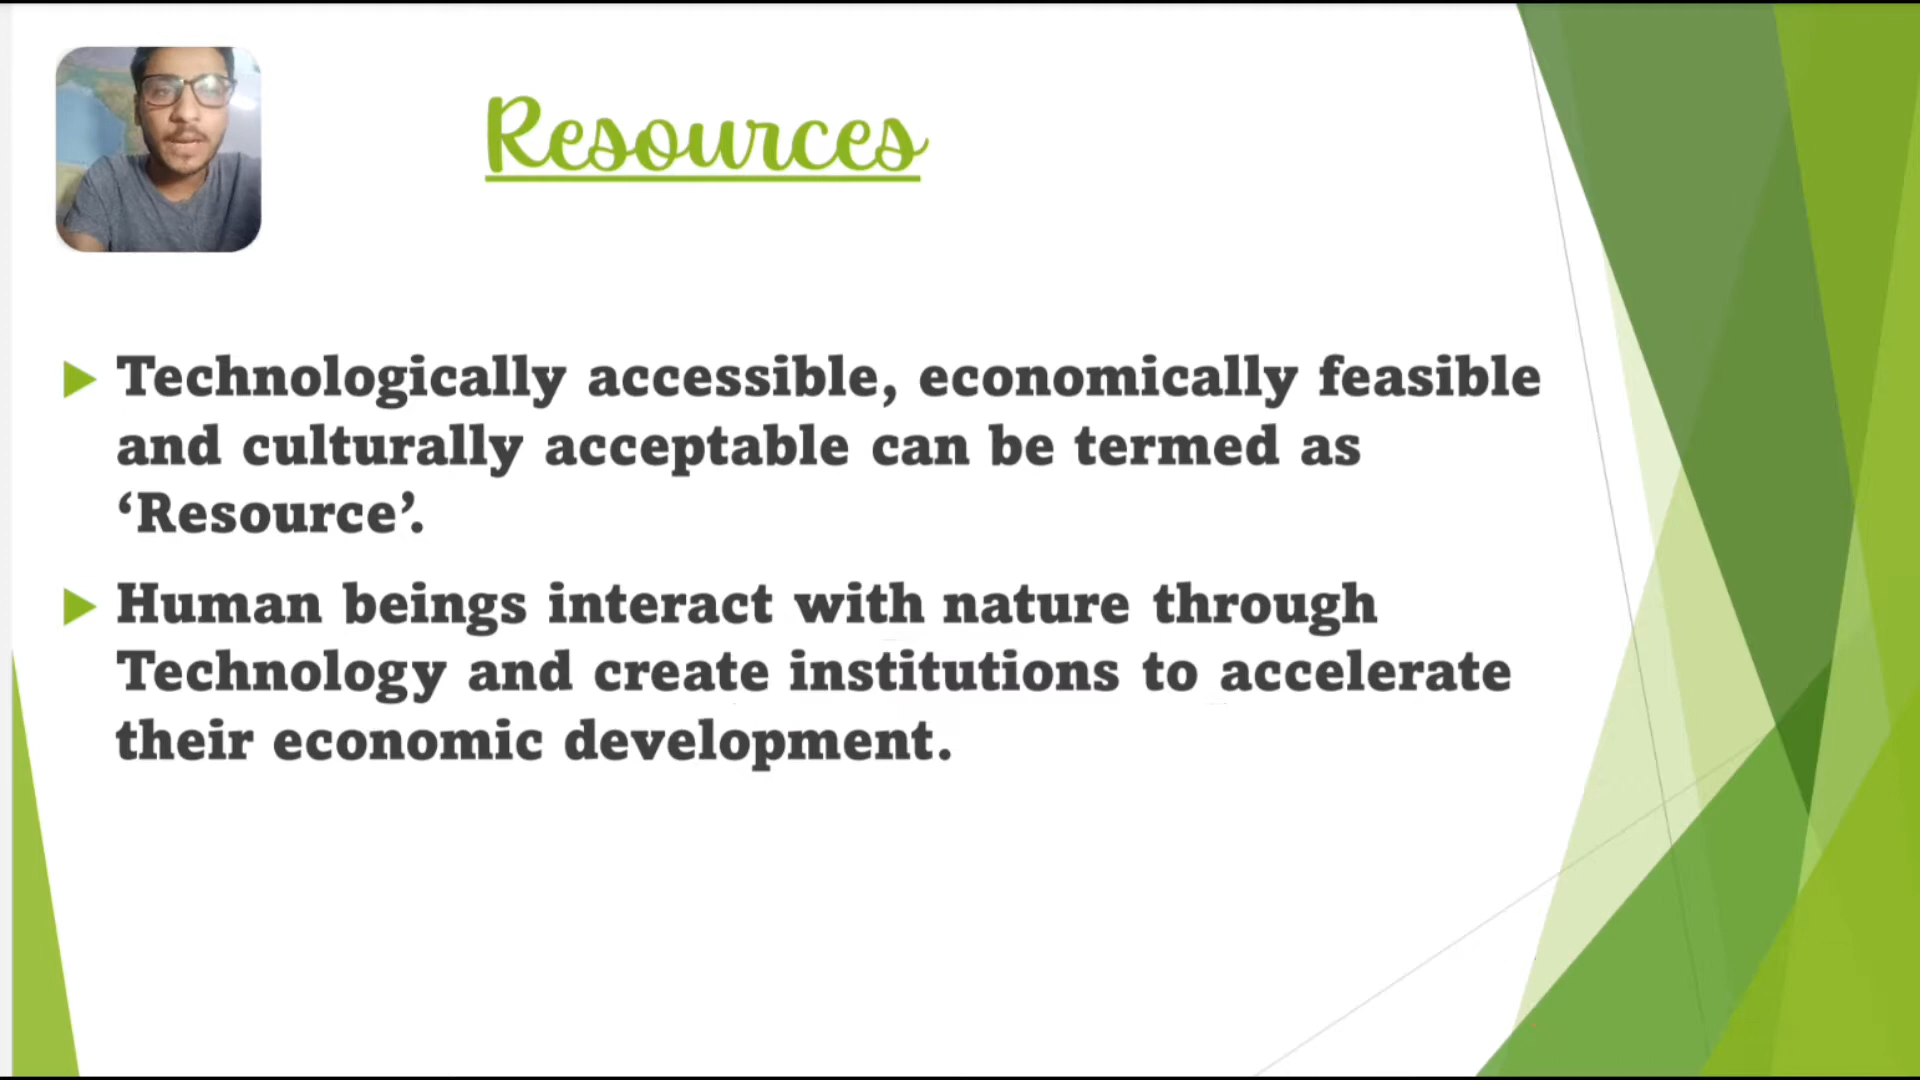 Resources
Technologically accessible, economically feasible
and culturally acceptable can be termed as
‘Resource’.
Human beings interact with nature through
Technology and create institutions to accelerate
their economic development.